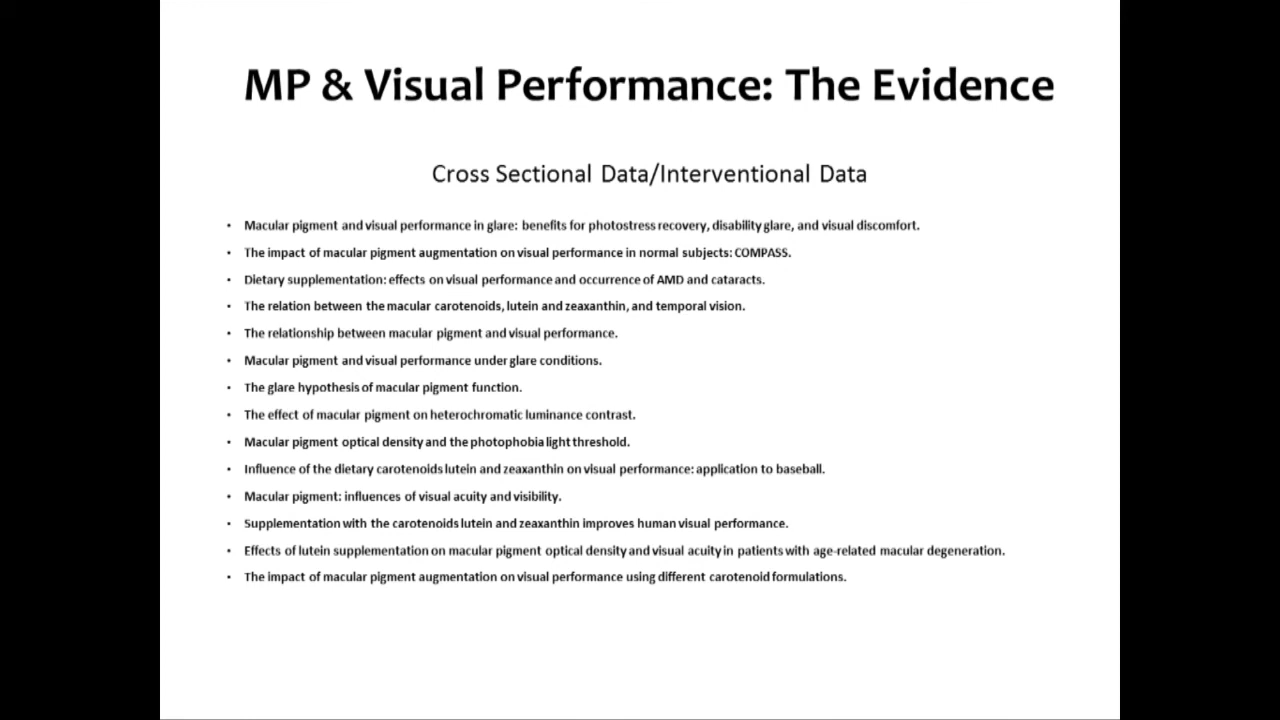 MP & Visual Performance: The Evidence
Cross Sectional Data/Interventional Data
• Macular pigment and visual performance in glare: benefits for photostress recovery, disability glare, and visual discomfort.
• The impact of macular pigment augmentation on visual performance in normal subjects: COMPASS.
• Dietary supplementation: effects on visual performance and occurrence of AMD and cataracts.
• The relation between the macular carotenoids, lutein and zeaxanthin, and temporal vision.
• The relationship between macular pigment and visual performance.
• Macular pigment and visual performance under glare conditions.
• The glare hypothesis of macular pigment function.
• The effect of macular pigment on heterochromatic luminance contrast.
• Macular pigment optical density and the photophobia light threshold.
• Influence of the dietary carotenoids lutein and zeaxanthin on visual performance: application to baseball.
• Macular pigment: influences of visual acuity and visibility.
• Supplementation with the carotenoids lutein and zeaxanthin improves human visual performance.
• Effects of lutein supplementation on macular pigment optical density and visual acuity in patients with age-related macular degeneration.
• The impact of macular pigment augmentation on visual performance using different carotenoid formulations.